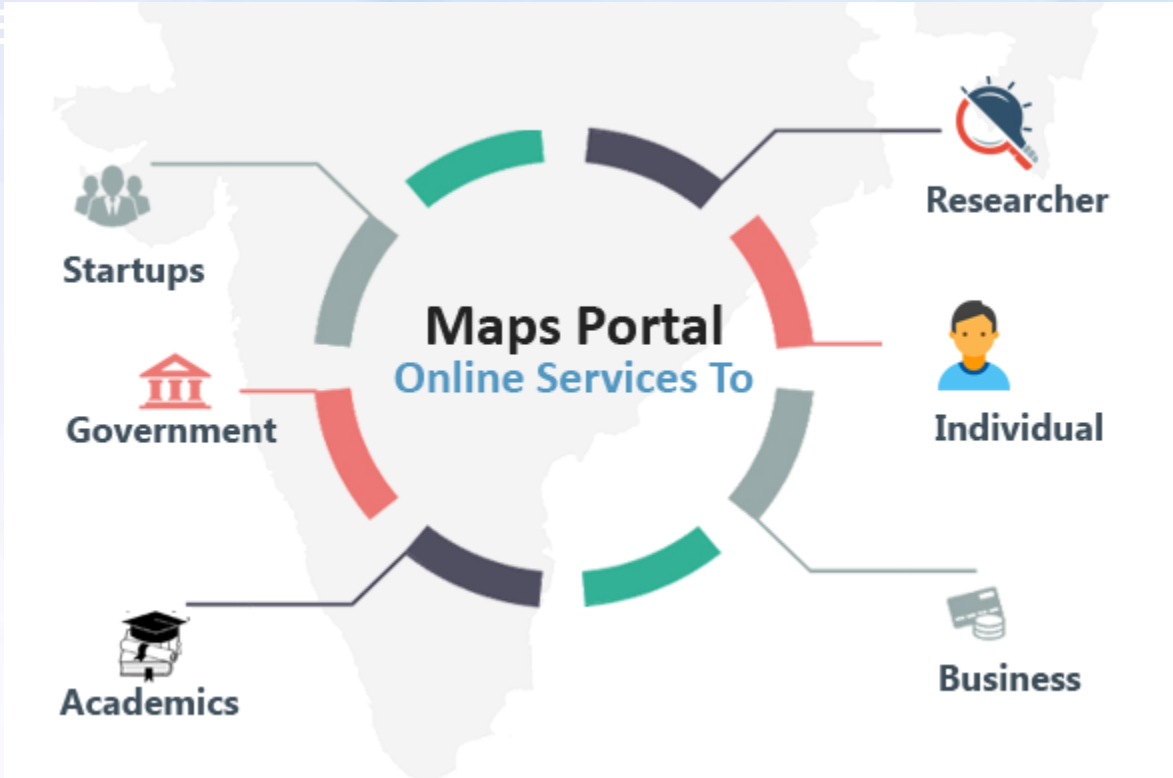 Maps Portal
Online Services To
Startups
Government
Academics
Researcher
Individual
Business